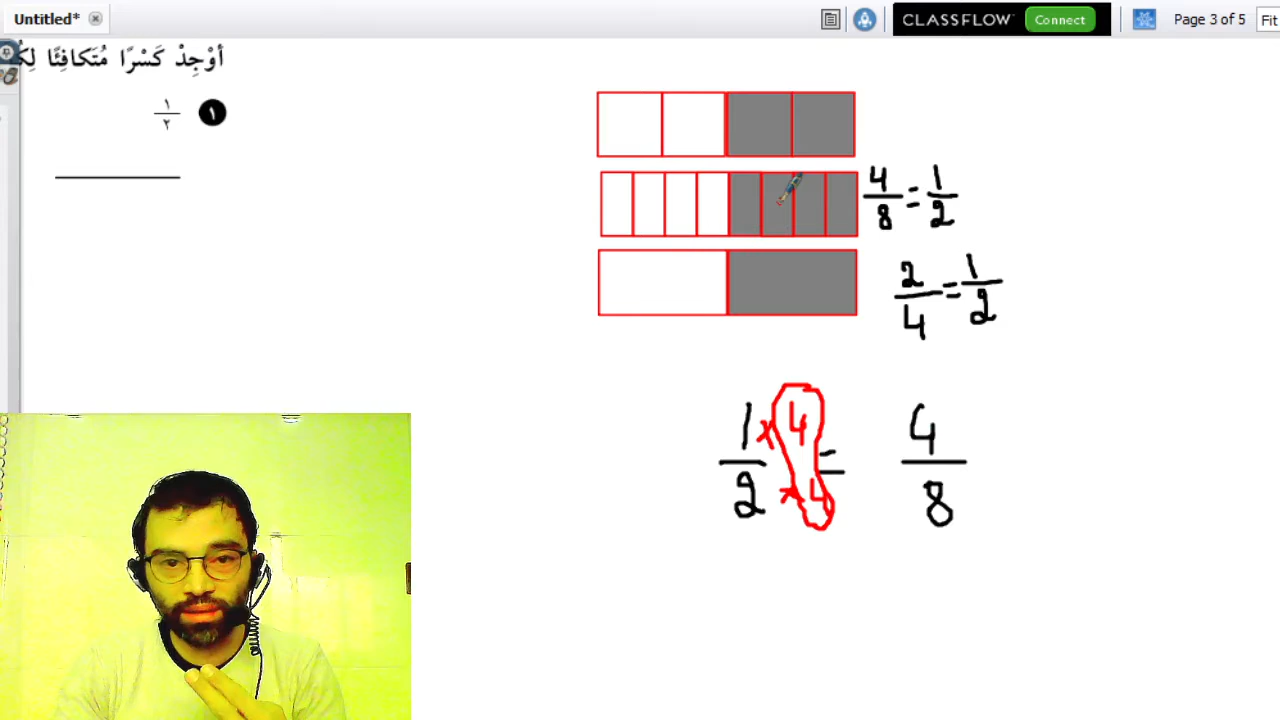 Untitled*
CLASSFLOW Connect
Page 3 of 5
Fit
أَوْجِدْ كَسْرًا مُتَكَافِئًا
١ ١/٢
4/8 = 1/2
2/4 = 1/2
1/2 × 4 × 4 = 4/8